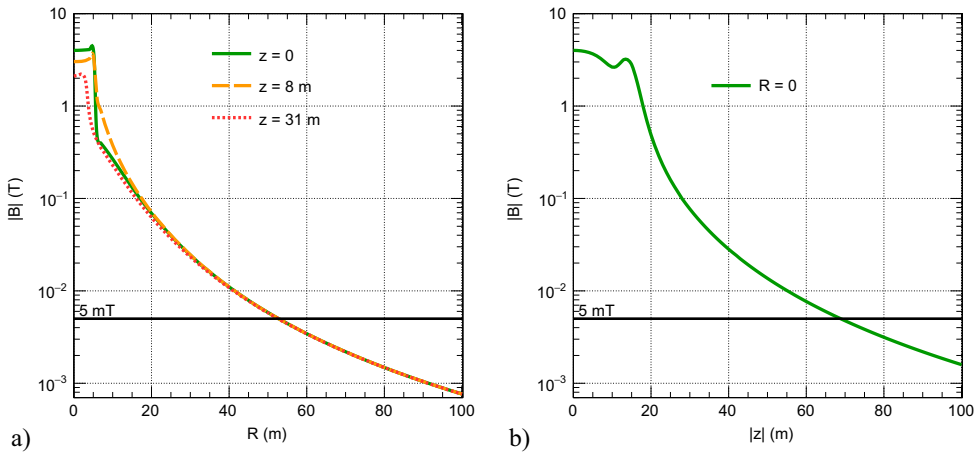 10
1
10⁻¹
10⁻²
10⁻³
|B| (T)
z = 0
z = 8 m
z = 31 m
5 mT
0 20 40 60 80 100
R (m)
a)
10
1
10⁻¹
10⁻²
10⁻³
|B| (T)
R = 0
5 mT
0 20 40 60 80 100
|z| (m)
b)